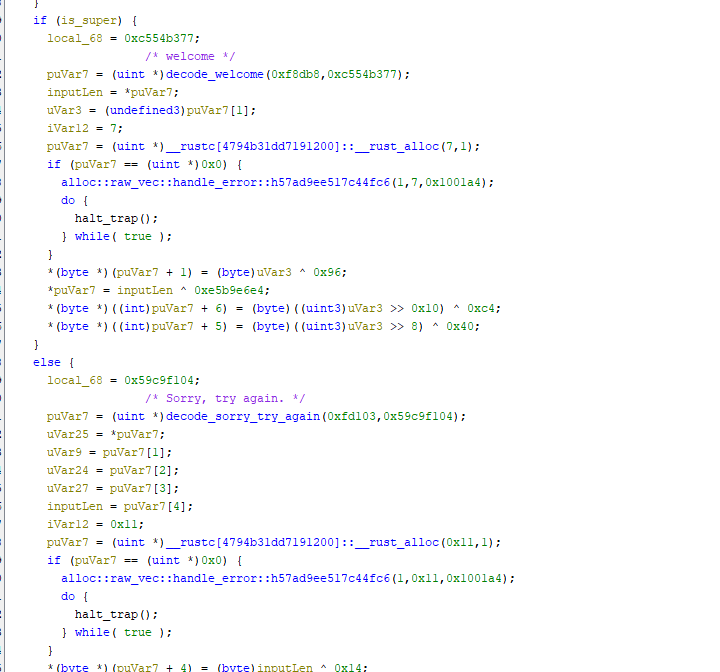 }
if (is_super) {
local_68 = 0xc554b377;
/* welcome */
puVar7 = (uint *)decode_welcome(0xf8db8,0xc554b377);
inputLen = *puVar7;
uVar3 = (undefined3)puVar7[1];
iVar12 = 7;
puVar7 = (uint *)__rustc[4794b31dd7191200]::__rust_alloc(7,1);
if (puVar7 == (uint *)0x0) {
alloc::raw_vec::handle_error::h57ad9ee517c44fc6(1,7,0x1001a4);
do {
halt_trap();
} while( true );
}
*(byte *)(puVar7 + 1) = (byte)uVar3 ^ 0x96;
*puVar7 = inputLen ^ 0xe5b9e6e4;
*(byte *)((int)puVar7 + 6) = (byte)((uint3)uVar3 >> 0x10) ^ 0xc4;
*(byte *)((int)puVar7 + 5) = (byte)((uint3)uVar3 >> 8) ^ 0x40;
}
else {
local_68 = 0x59c9f104;
/* Sorry, try again. */
puVar7 = (uint *)decode_sorry_try_again(0xfd103,0x59c9f104);
uVar25 = *puVar7;
uVar9 = puVar7[1];
uVar24 = puVar7[2];
uVar27 = puVar7[3];
inputLen = puVar7[4];
iVar12 = 0x11;
puVar7 = (uint *)__rustc[4794b31dd7191200]::__rust_alloc(0x11,1);
if (puVar7 == (uint *)0x0) {
alloc::raw_vec::handle_error::h57ad9ee517c44fc6(1,0x11,0x1001a4);
do {
halt_trap();
} while( true );
}
*(byte *)(puVar7 + 4) = (byte)inputLen ^ 0x14;